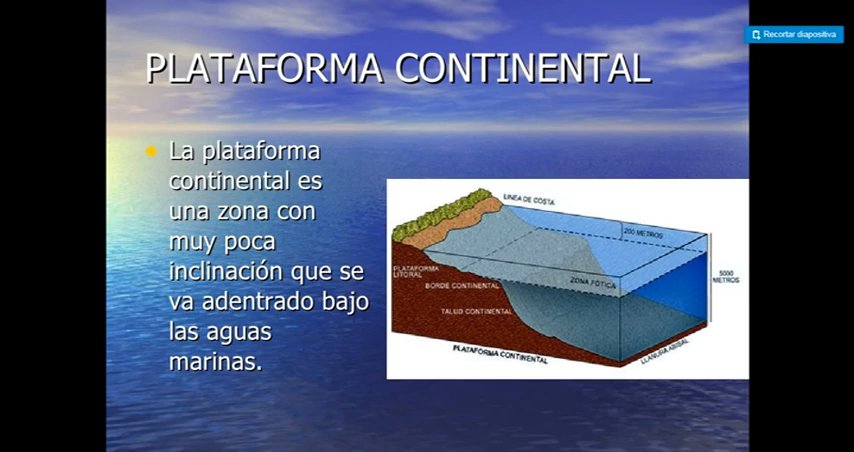 Recortar diapositiva
PLATAFORMA CONTINENTAL
La plataforma
continental es
una zona con
muy poca
inclinación que se
va adentrado bajo
las aguas
marinas.
LINEA DE COSTA
200 METROS
PLATAFORMA
LITORAL
ZONA FÓTICA
5000
METROS
BORDE CONTINENTAL
TALUD CONTINENTAL
PLATAFORMA CONTINENTAL
LLANURA ABISAL